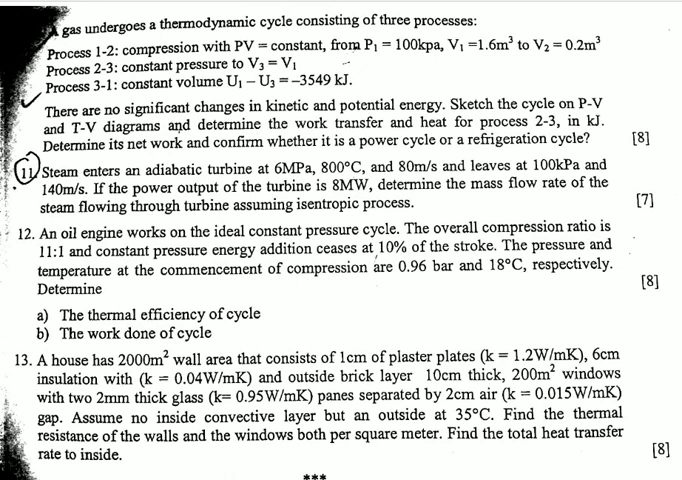 A gas undergoes a thermodynamic cycle consisting of three processes:
Process 1-2: compression with PV = constant, from P₁ = 100kpa, V₁ =1.6m³ to V₂ = 0.2m³
Process 2-3: constant pressure to V₃ = V₁
Process 3-1: constant volume U₁ – U₃ = –3549 kJ.
There are no significant changes in kinetic and potential energy. Sketch the cycle on P-V
and T-V diagrams and determine the work transfer and heat for process 2-3, in kJ.
Determine its net work and confirm whether it is a power cycle or a refrigeration cycle? [8]
11. Steam enters an adiabatic turbine at 6MPa, 800°C, and 80m/s and leaves at 100kPa and
140m/s. If the power output of the turbine is 8MW, determine the mass flow rate of the
steam flowing through turbine assuming isentropic process. [7]
12. An oil engine works on the ideal constant pressure cycle. The overall compression ratio is
11:1 and constant pressure energy addition ceases at 10% of the stroke. The pressure and
temperature at the commencement of compression are 0.96 bar and 18°C, respectively.
Determine [8]
a) The thermal efficiency of cycle
b) The work done of cycle
13. A house has 2000m² wall area that consists of 1cm of plaster plates (k = 1.2W/mK), 6cm
insulation with (k = 0.04W/mK) and outside brick layer 10cm thick, 200m² windows
with two 2mm thick glass (k= 0.95W/mK) panes separated by 2cm air (k = 0.015W/mK)
gap. Assume no inside convective layer but an outside at 35°C. Find the thermal
resistance of the walls and the windows both per square meter. Find the total heat transfer
rate to inside. [8]
***